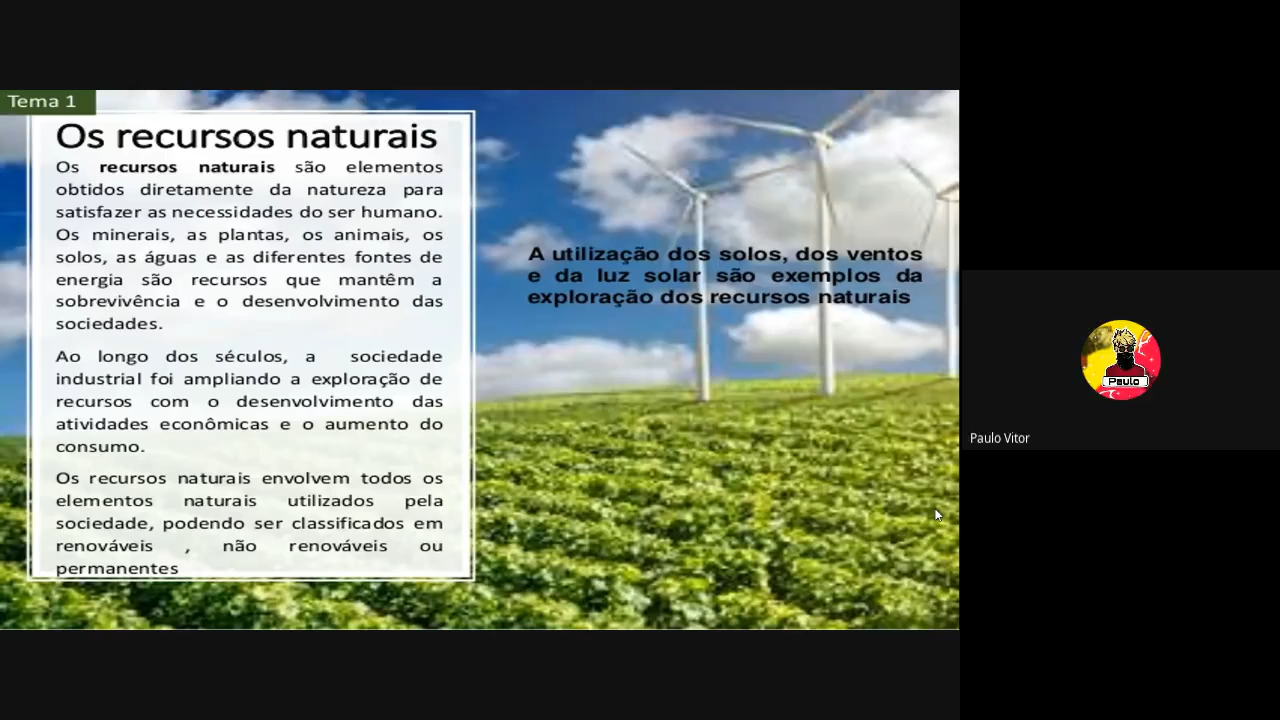 Tema 1
Os recursos naturais
Os recursos naturais são elementos
obtidos diretamente da natureza para
satisfazer as necessidades do ser humano.
Os minerais, as plantas, os animais, os
solos, as águas e as diferentes fontes de
energia são recursos que mantêm a
sobrevivência e o desenvolvimento das
sociedades.
Ao longo dos séculos, a sociedade
industrial foi ampliando a exploração de
recursos com o desenvolvimento das
atividades econômicas e o aumento do
consumo.
Os recursos naturais envolvem todos os
elementos naturais utilizados pela
sociedade, podendo ser classificados em
renováveis , não renováveis ou
permanentes
A utilização dos solos, dos ventos
e da luz solar são exemplos da
exploração dos recursos naturais
Paulo
Paulo Vitor